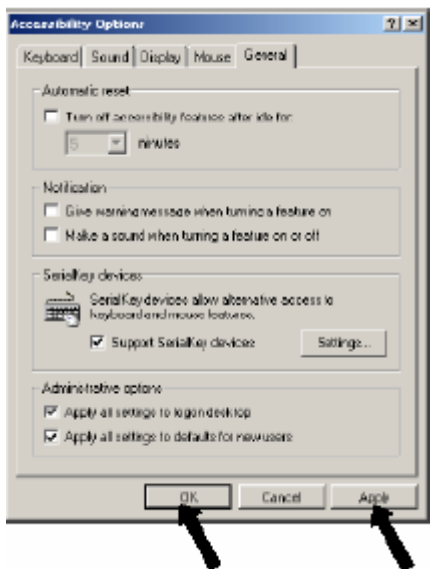 Accessibility Options
Keyboard Sound Display Mouse General
Automatic reset
Turn off accessibility features after idle for:
5 minutes
Notification
Give warning message when turning a feature on
Make a sound when turning a feature on or off
SerialKey devices
SerialKey devices allow alternative access to
keyboard and mouse features.
Support SerialKey devices Settings...
Administrative options
Apply all settings to logon desktop
Apply all settings to defaults for new users
OK Cancel Apply